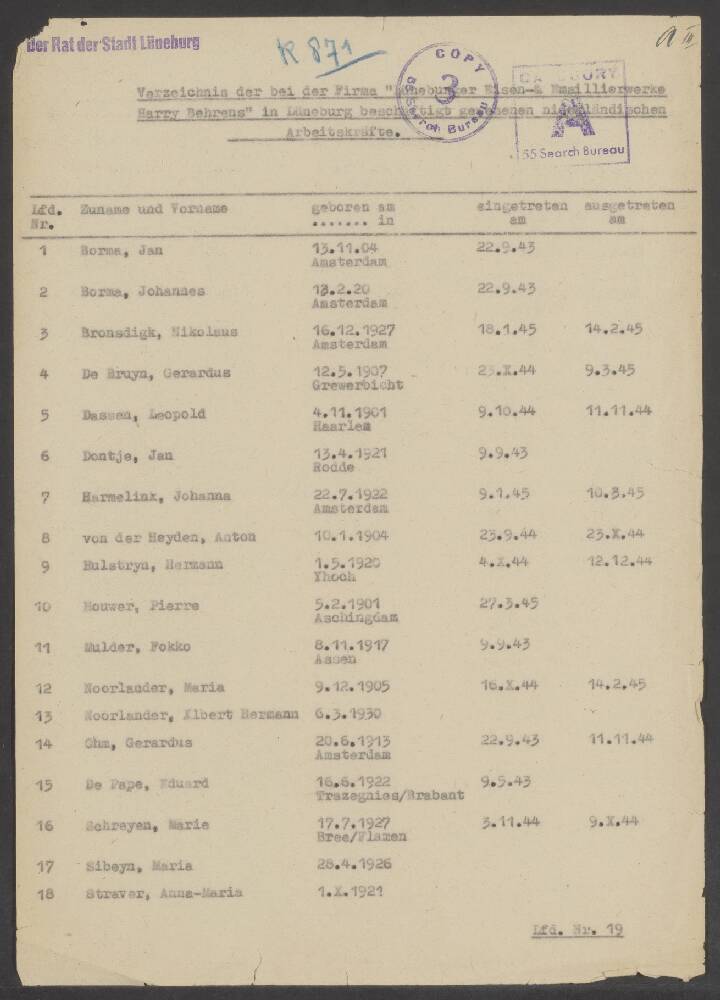 Der Rat der Stadt Lüneburg
K 871
COPY
3
55 Search Bureau
CATEGORY
A
55 Search Bureau
Verzeichnis der bei der Firma "Lüneburger Eisen-& Emaillierwerke
Harry Behrens" in Lüneburg beschäftigt gewesenen niederländischen
Arbeitskräfte.
Lfd. Zuname und Vorname geboren am eingetreten ausgetreten
Nr. ....... in am am
1 Borma, Jan 13.11.04 22.9.43
Amsterdam
2 Borma, Johannes 13.2.20 22.9.43
Amsterdam
3 Bronsdigk, Nikolaus 16.12.1927 18.1.45 14.2.45
Amsterdam
4 De Bruyn, Gerardus 12.5.1907 23.X.44 9.3.45
Grewerbicht
5 Dassen, Leopold 4.11.1901 9.10.44 11.11.44
Haarlem
6 Dontje, Jan 13.4.1921 9.9.43
Rodde
7 Harmelink, Johanna 22.7.1922 9.1.45 10.3.45
Amsterdam
8 von der Heyden, Anton 10.1.1904 23.9.44 23.X.44
9 Hulstryn, Hermann 1.5.1920 4.X.44 12.12.44
Yhoch
10 Houwer, Pierre 5.2.1901 27.3.45
Aschingdam
11 Mulder, Fokko 8.11.1917 9.9.43
Assen
12 Noorlander, Maria 9.12.1905 16.X.44 14.2.45
13 Noorlander, Albert Hermann 6.3.1930
14 Ohm, Gerardus 20.6.1913 22.9.43 11.11.44
Amsterdam
15 De Pape, Eduard 16.6.1922 9.5.43
Trazegnies/Brabant
16 Schreyen, Marie 17.7.1927 3.11.44 9.X.44
Bree/Flamen
17 Sibeyn, Maria 28.4.1926
18 Straver, Anna-Maria 1.X.1921
Lfd. Nr. 19